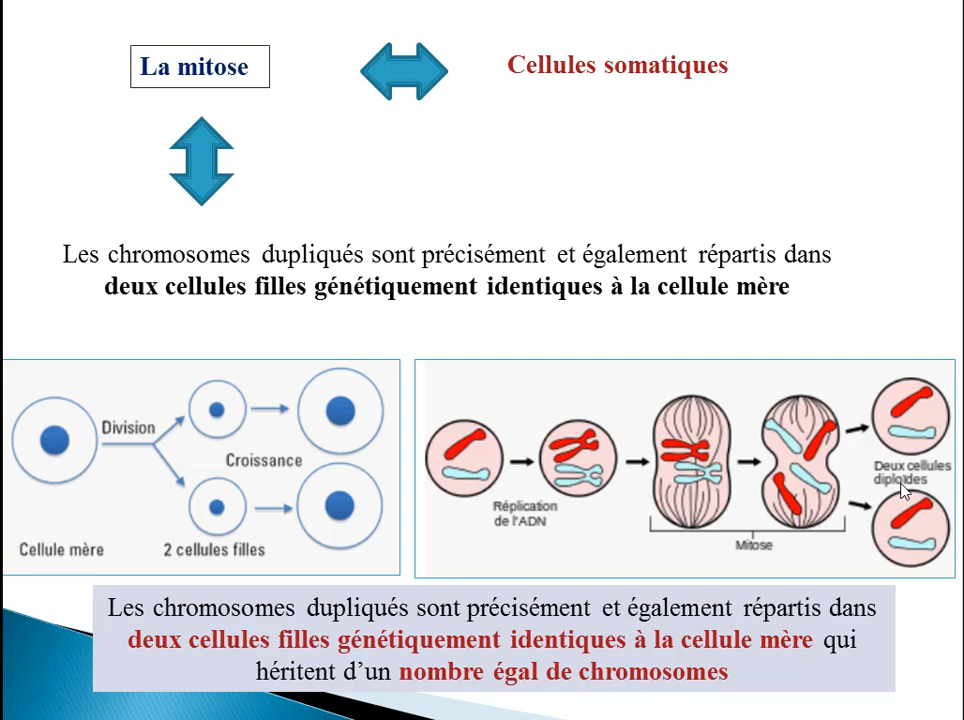 La mitose
Cellules somatiques
Les chromosomes dupliqués sont précisément et également répartis dans
deux cellules filles génétiquement identiques à la cellule mère
Division
Croissance
Cellule mère
2 cellules filles
Réplication
de l'ADN
Mitose
Deux cellules
diploïdes
Les chromosomes dupliqués sont précisément et également répartis dans
deux cellules filles génétiquement identiques à la cellule mère qui
héritent d'un nombre égal de chromosomes